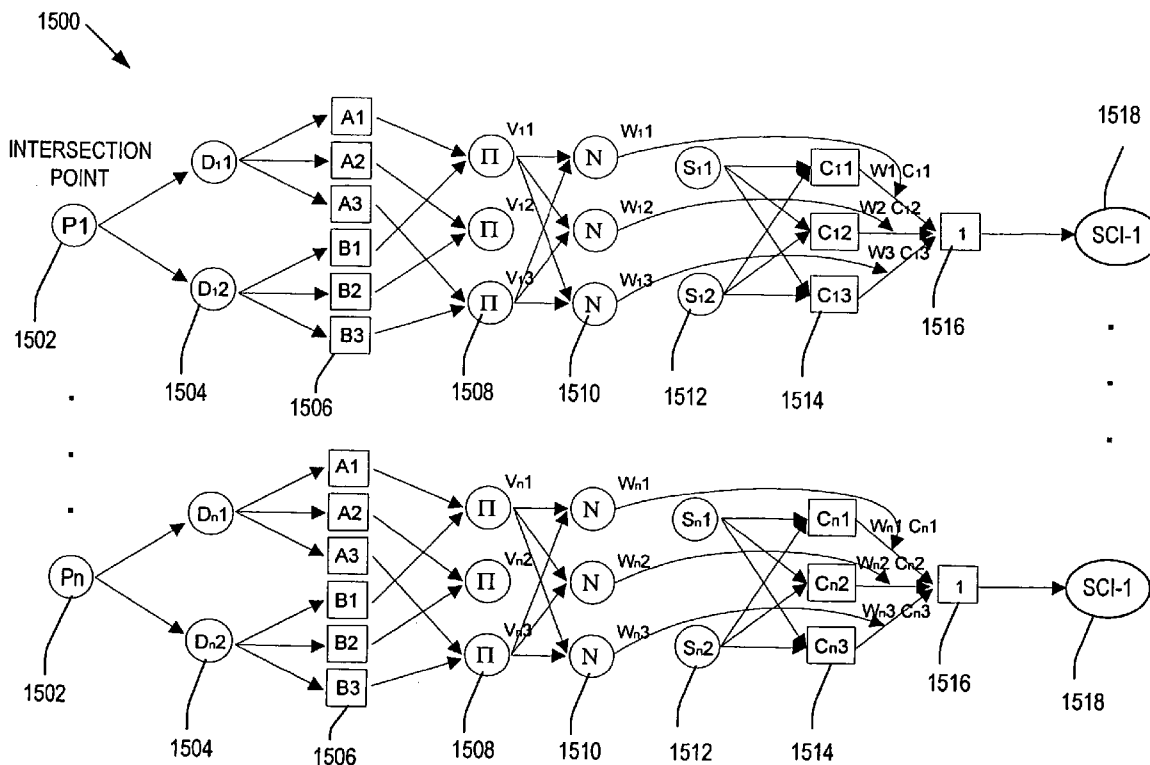 1500
INTERSECTION
POINT
P1
1502
D₁1
D₁2
1504
A1
A2
A3
B1
B2
B3
1506
Π
Π
Π
V₁1
V₁2
V₁3
1508
N
N
N
W₁1
W₁2
W₁3
1510
S₁1
S₁2
1512
C₁1
C₁2
C₁3
1514
W1 C₁1
W2 C₁2
W3 C₁3
1
1516
1518
SCI-1
Pn
1502
Dₙ1
Dₙ2
1504
A1
A2
A3
B1
B2
B3
1506
Π
Π
Π
Vₙ1
Vₙ2
Vₙ3
1508
N
N
N
Wₙ1
Wₙ2
Wₙ3
1510
Sₙ1
Sₙ2
1512
Cₙ1
Cₙ2
Cₙ3
1514
Wₙ1 Cₙ1
Wₙ2 Cₙ2
Wₙ3 Cₙ3
1
1516
SCI-1
1518